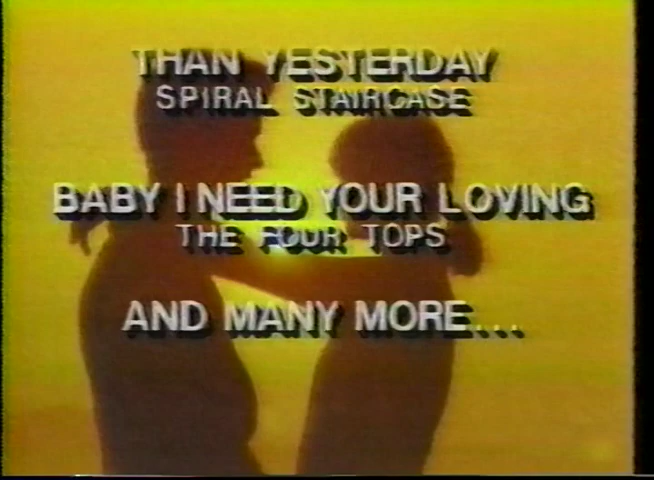 THAN YESTERDAY
SPIRAL STAIRCASE
BABY I NEED YOUR LOVING
THE FOUR TOPS
AND MANY MORE...